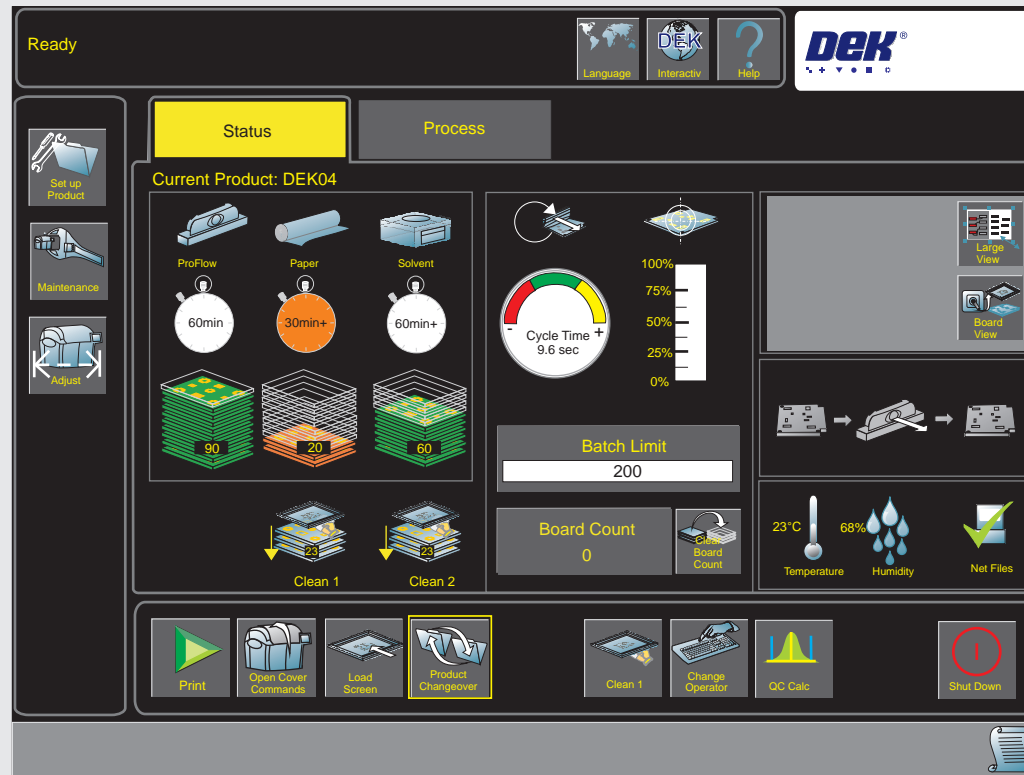 Ready
Language
DEK
Interactiv
Help
DEK®
Status
Process
Set up
Product
Maintenance
Adjust
Current Product: DEK04
ProFlow
Paper
Solvent
60min
30min+
60min+
90
20
60
23
23
Clean 1
Clean 2
Cycle Time
9.6 sec
-
+
100%
75%
50%
25%
0%
Batch Limit
200
Board Count
0
Clear
Board
Count
Large
View
Board
View
23°C
68%
Temperature
Humidity
Net Files
Print
Open Cover
Commands
Load
Screen
Product
Changeover
Clean 1
Change
Operator
QC Calc
Shut Down